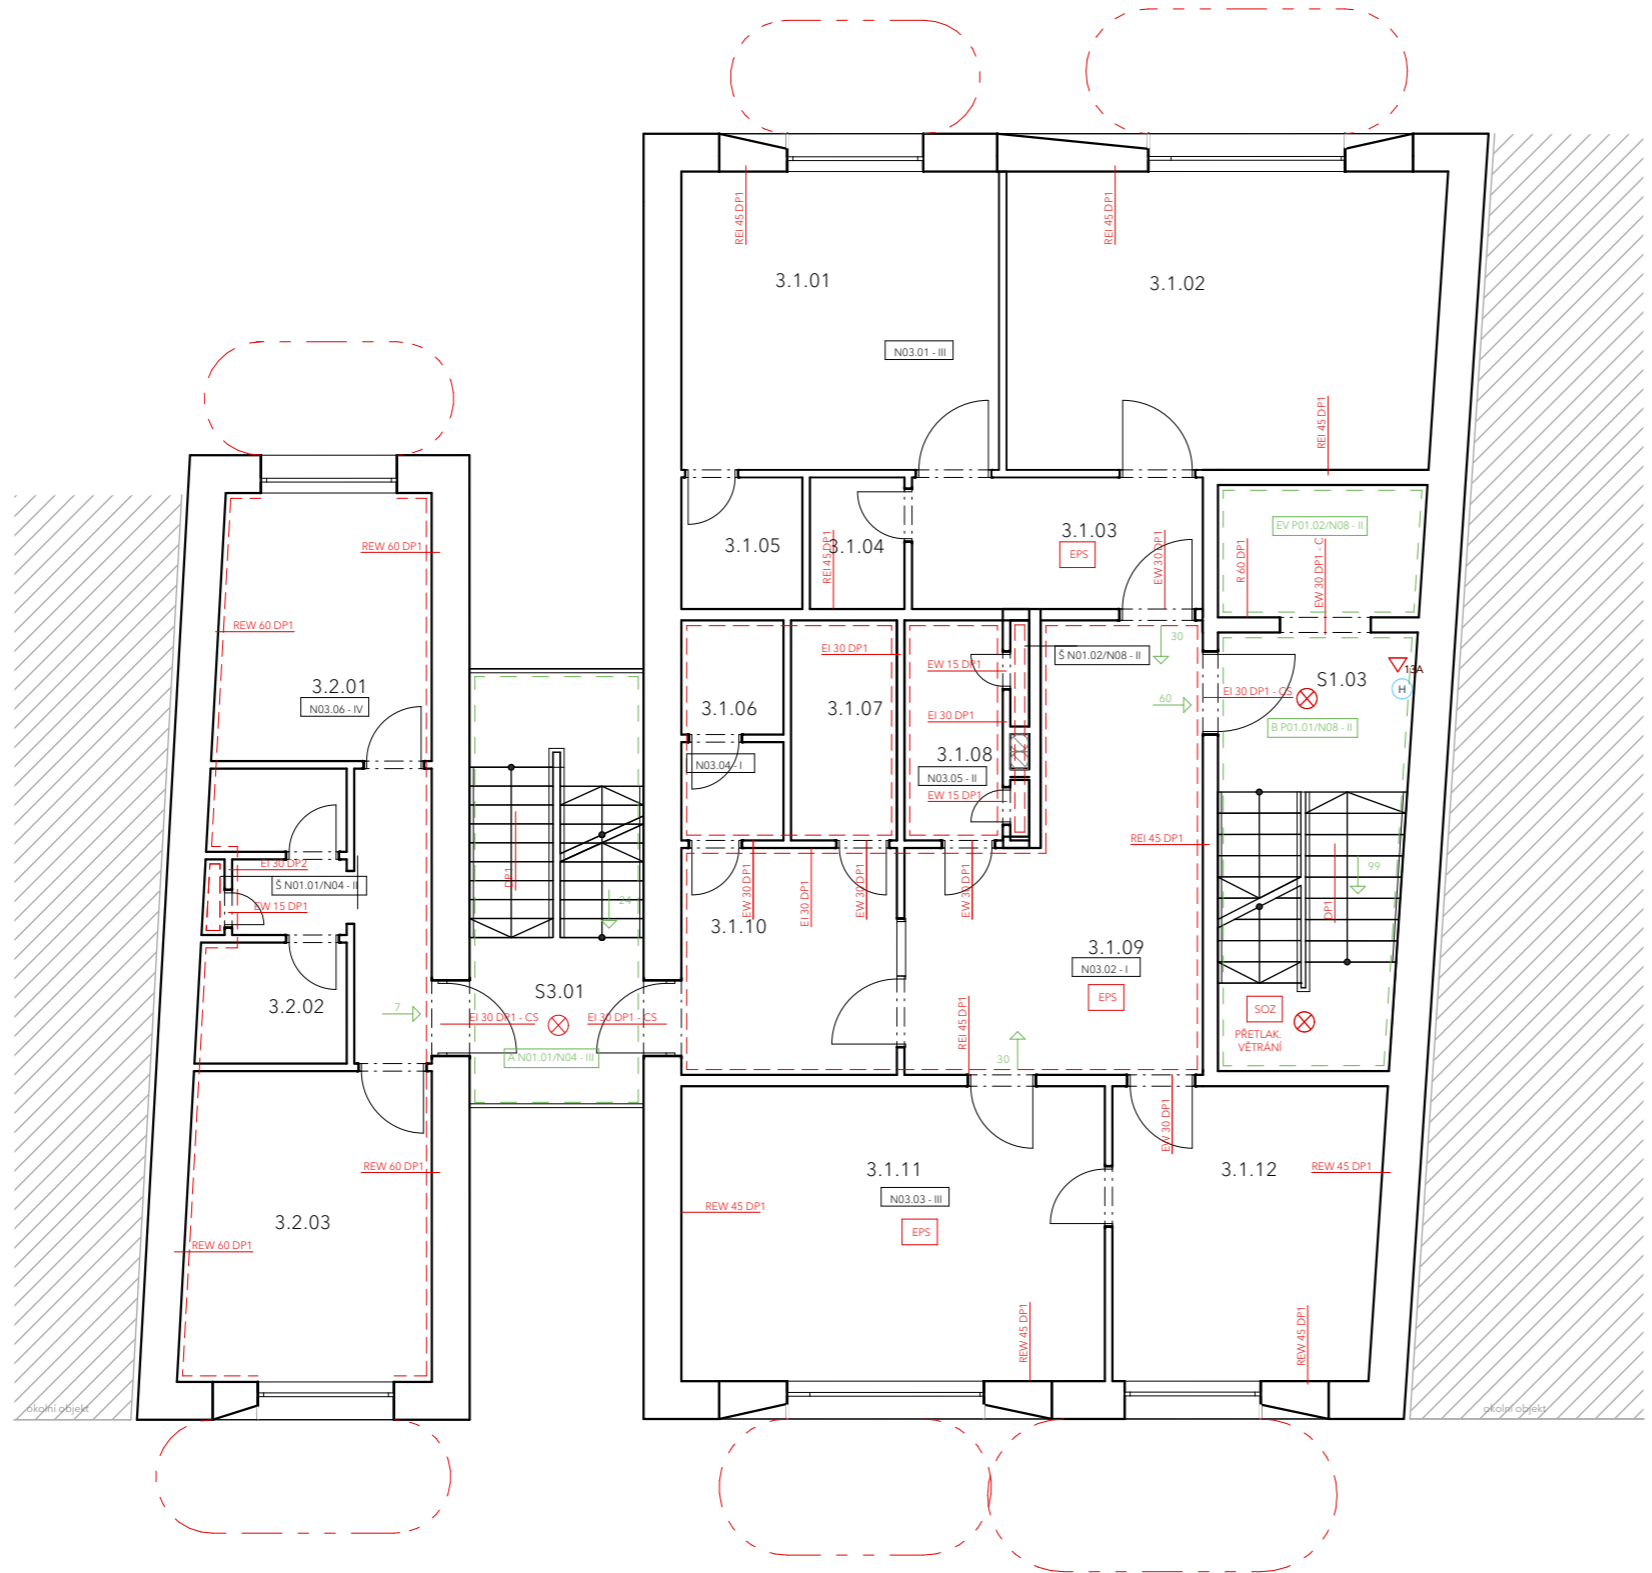 REI 45 DP1
REI 45 DP1
3.1.01
3.1.02
N03.01 - III
REI 45 DP1
3.1.05
3.1.04
REI 45 DP1
3.1.03
EPS
EW 30 DP1
EV P01.02/N08 - II
R 60 DP1
EW 30 DP1 - C
REW 60 DP1
REW 60 DP1
3.2.01
N03.06 - IV
EI 30 DP1
EW 15 DP1
Š N01.02/N08 - II
30
13A
H
S1.03
EI 30 DP1 - CS
60
B P01.01/N08 - II
3.1.06
3.1.07
EI 30 DP1
3.1.08
N03.04 - I
N03.05 - II
EW 15 DP1
REI 45 DP1
EI 30 DP2
Š N01.01/N04 - II
EW 15 DP1
DP1
24
EW 30 DP1
EI 30 DP1
EW 30 DP1
EW 30 DP1
99
DP1
3.1.10
3.1.09
N03.02 - I
EPS
3.2.02
7
S3.01
EI 30 DP1 - CS
EI 30 DP1 - CS
A N01.01/N04 - III
REI 45 DP1
30
SOZ
PŘETLAK.
VĚTRÁNÍ
EW 30 DP1
3.1.11
3.1.12
REW 45 DP1
REW 60 DP1
N03.03 - III
REW 45 DP1
EPS
3.2.03
REW 60 DP1
REW 45 DP1
REW 45 DP1
okolní objekt
okolní objekt